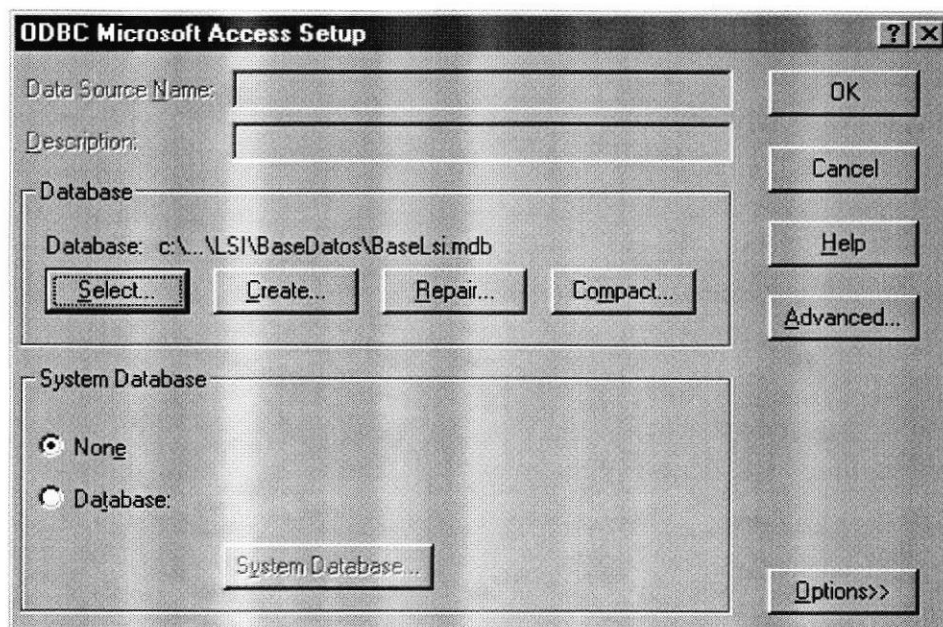 ODBC Microsoft Access Setup
Data Source Name:
OK
Description:
Cancel
Database
Database: c:\...\LSI\BaseDatos\BaseLsi.mdb
Help
Select...
Create...
Repair...
Compact...
Advanced...
System Database
None
Database:
System Database...
Options>>